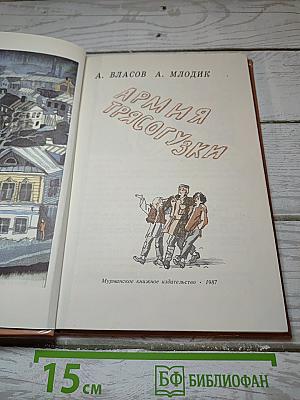 А. ВЛАСОВ А. МЛОДИК
АРМИЯ
ТРЯСОГУЗКИ
Мурманское книжное издательство • 1987
15 см
БФ БИБЛИОФАН